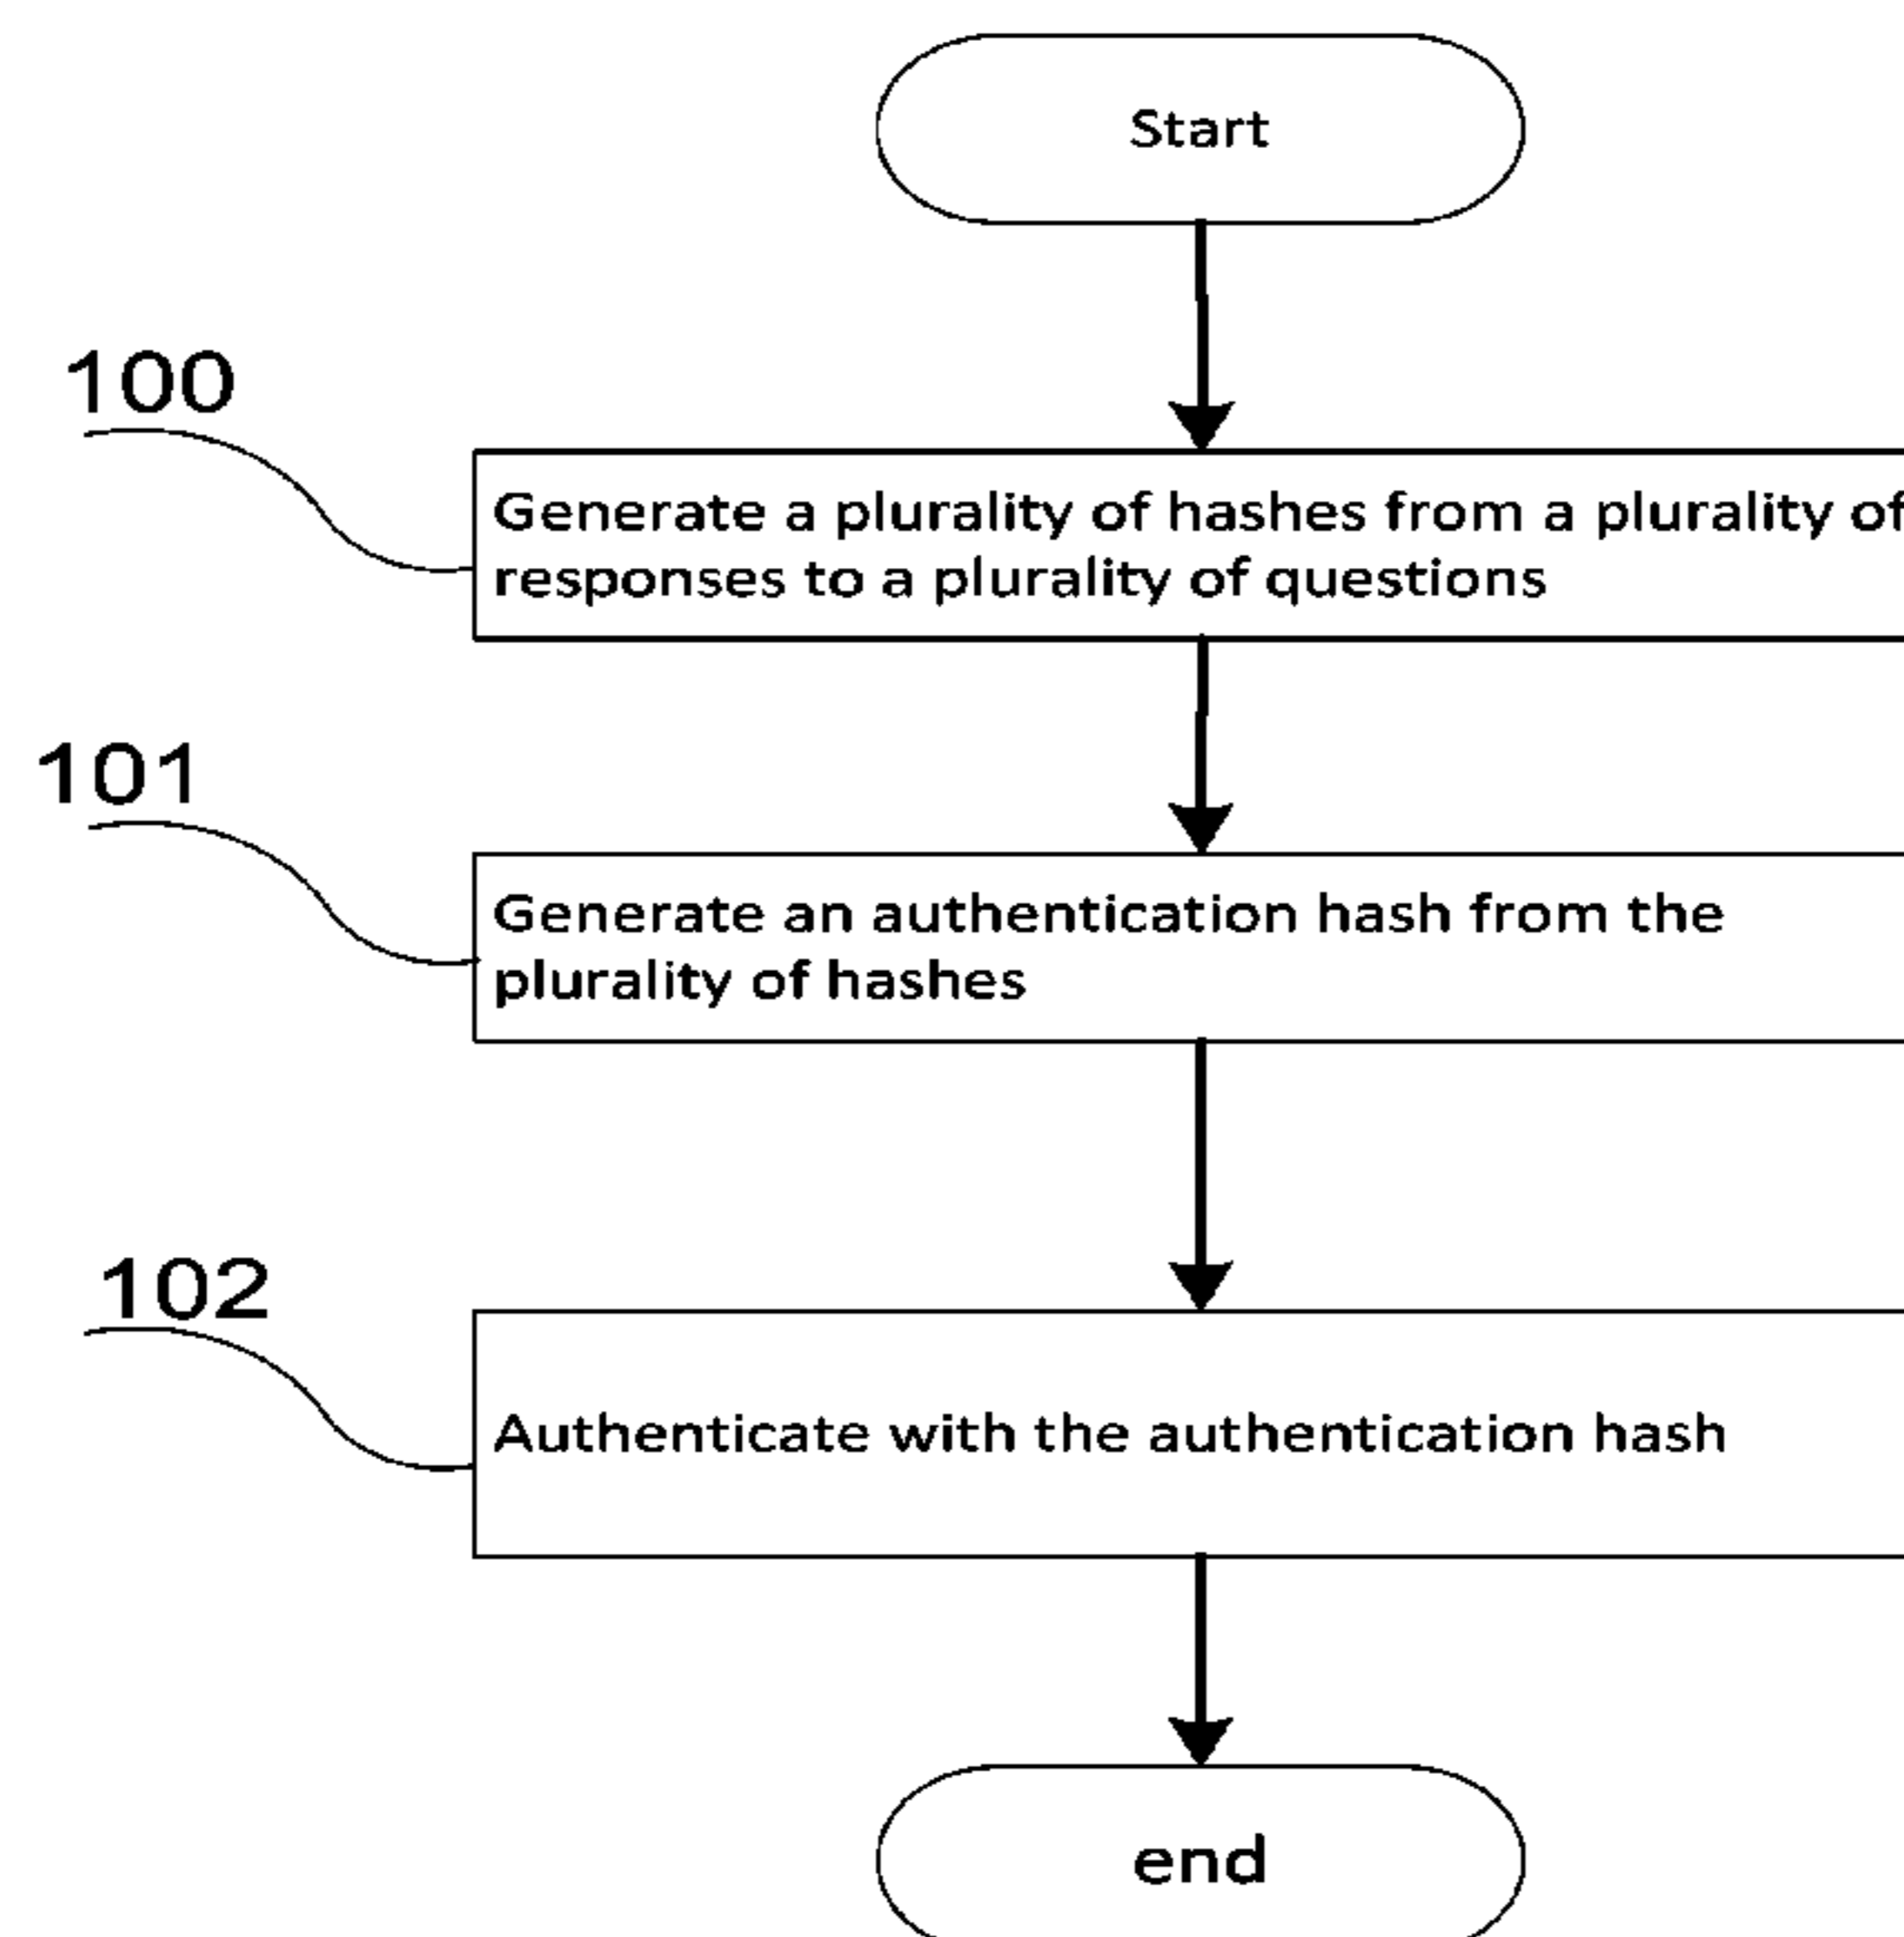 Start
100
Generate a plurality of hashes from a plurality of
responses to a plurality of questions
101
Generate an authentication hash from the
plurality of hashes
102
Authenticate with the authentication hash
end